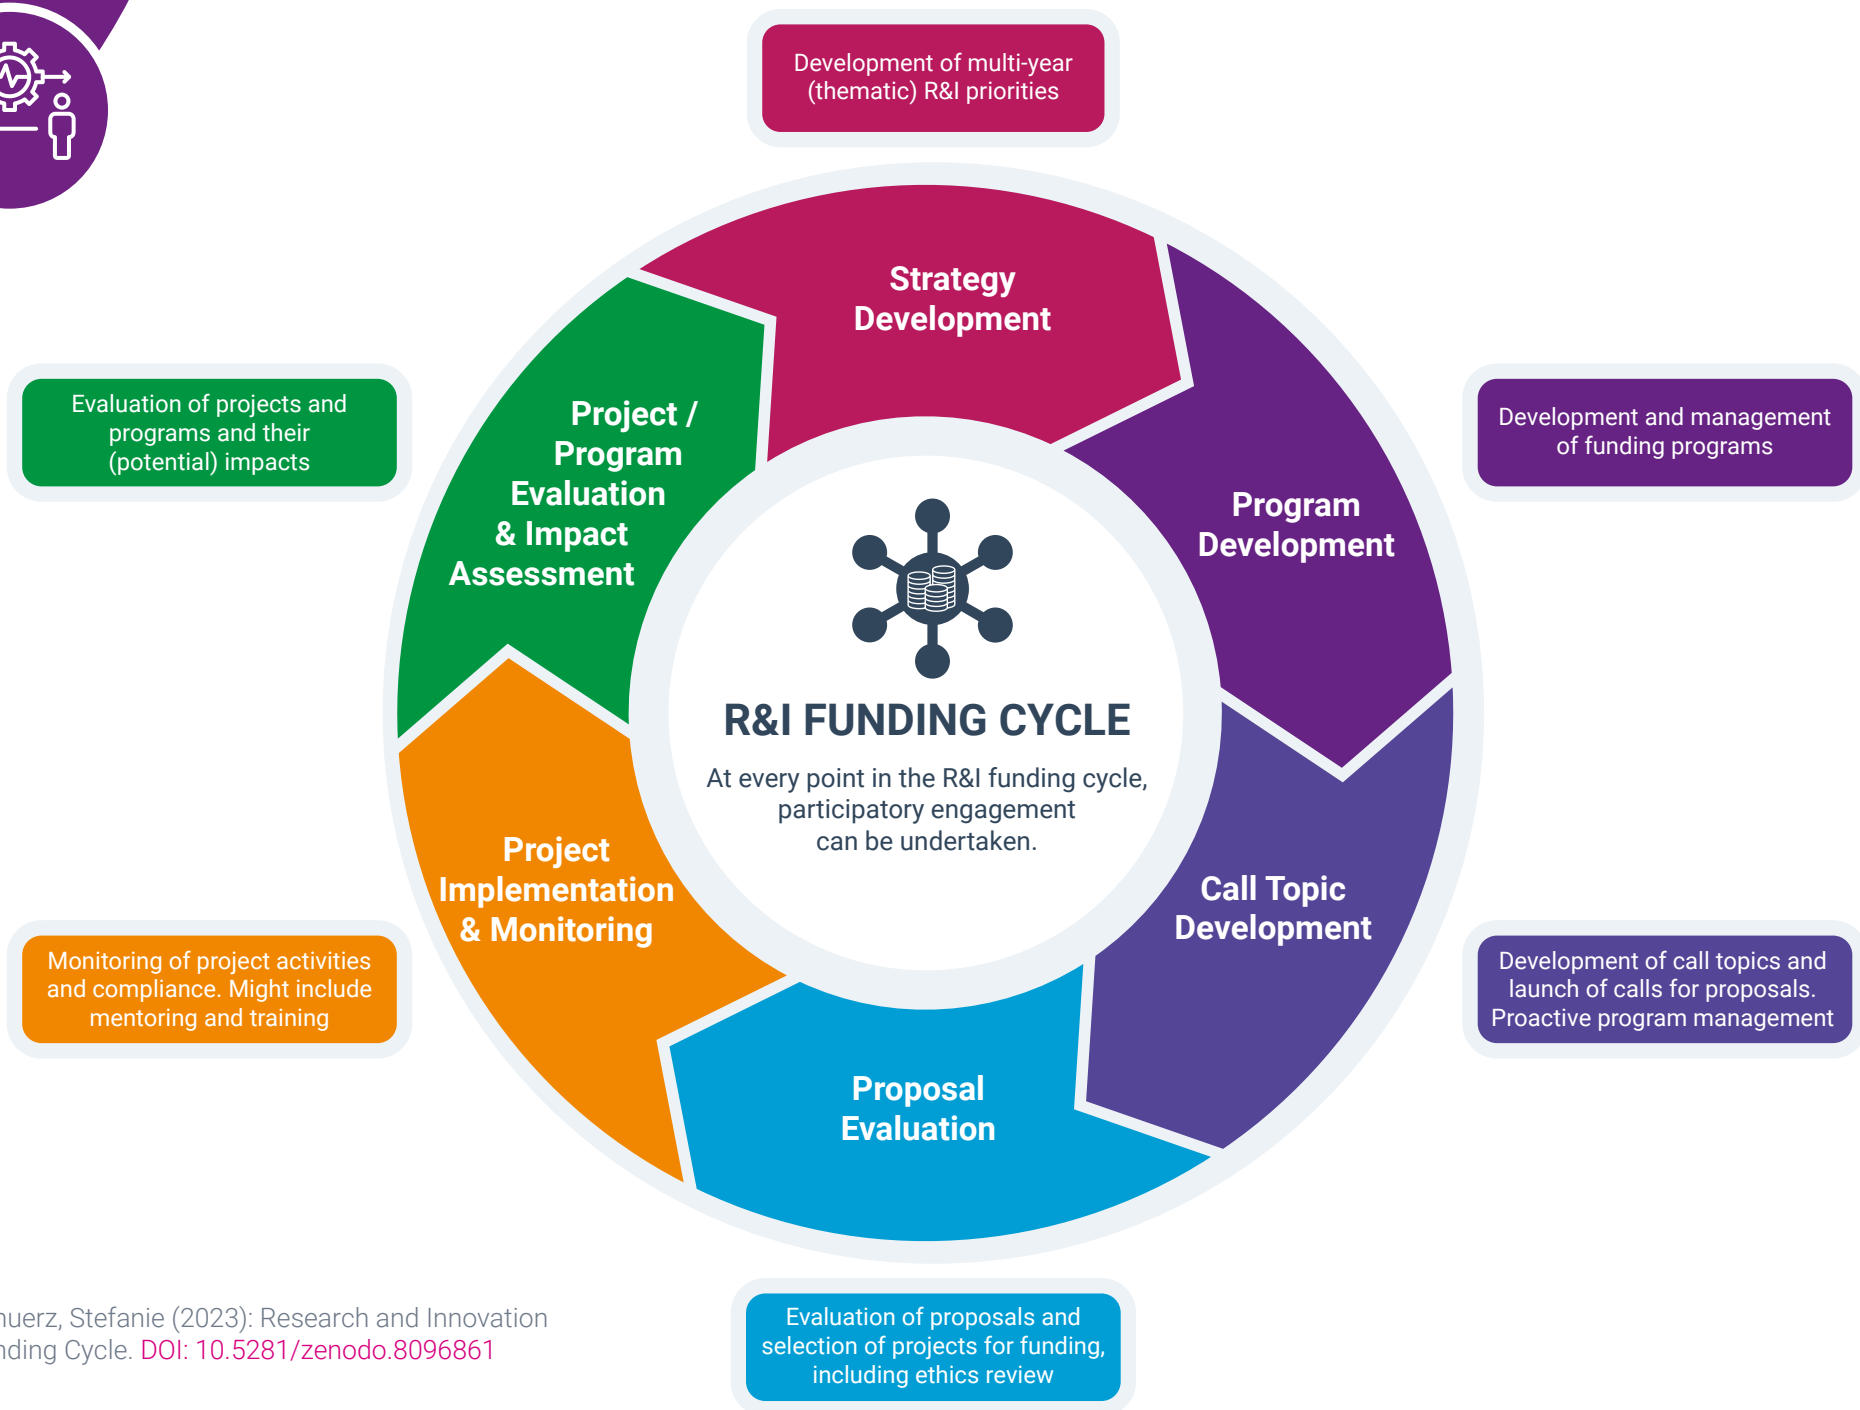 Development of multi-year
(thematic) R&I priorities
Strategy
Development
Program
Development
Development and management
of funding programs
Call Topic
Development
Development of call topics and
launch of calls for proposals.
Proactive program management
Proposal
Evaluation
Evaluation of proposals and
selection of projects for funding,
including ethics review
Project
Implementation
& Monitoring
Monitoring of project activities
and compliance. Might include
mentoring and training
Project /
Program
Evaluation
& Impact
Assessment
Evaluation of projects and
programs and their
(potential) impacts
R&I FUNDING CYCLE
At every point in the R&I funding cycle,
participatory engagement
can be undertaken.
Stefanie (2023): Research and Innovation
Cycle. DOI: 10.5281/zenodo.8096861